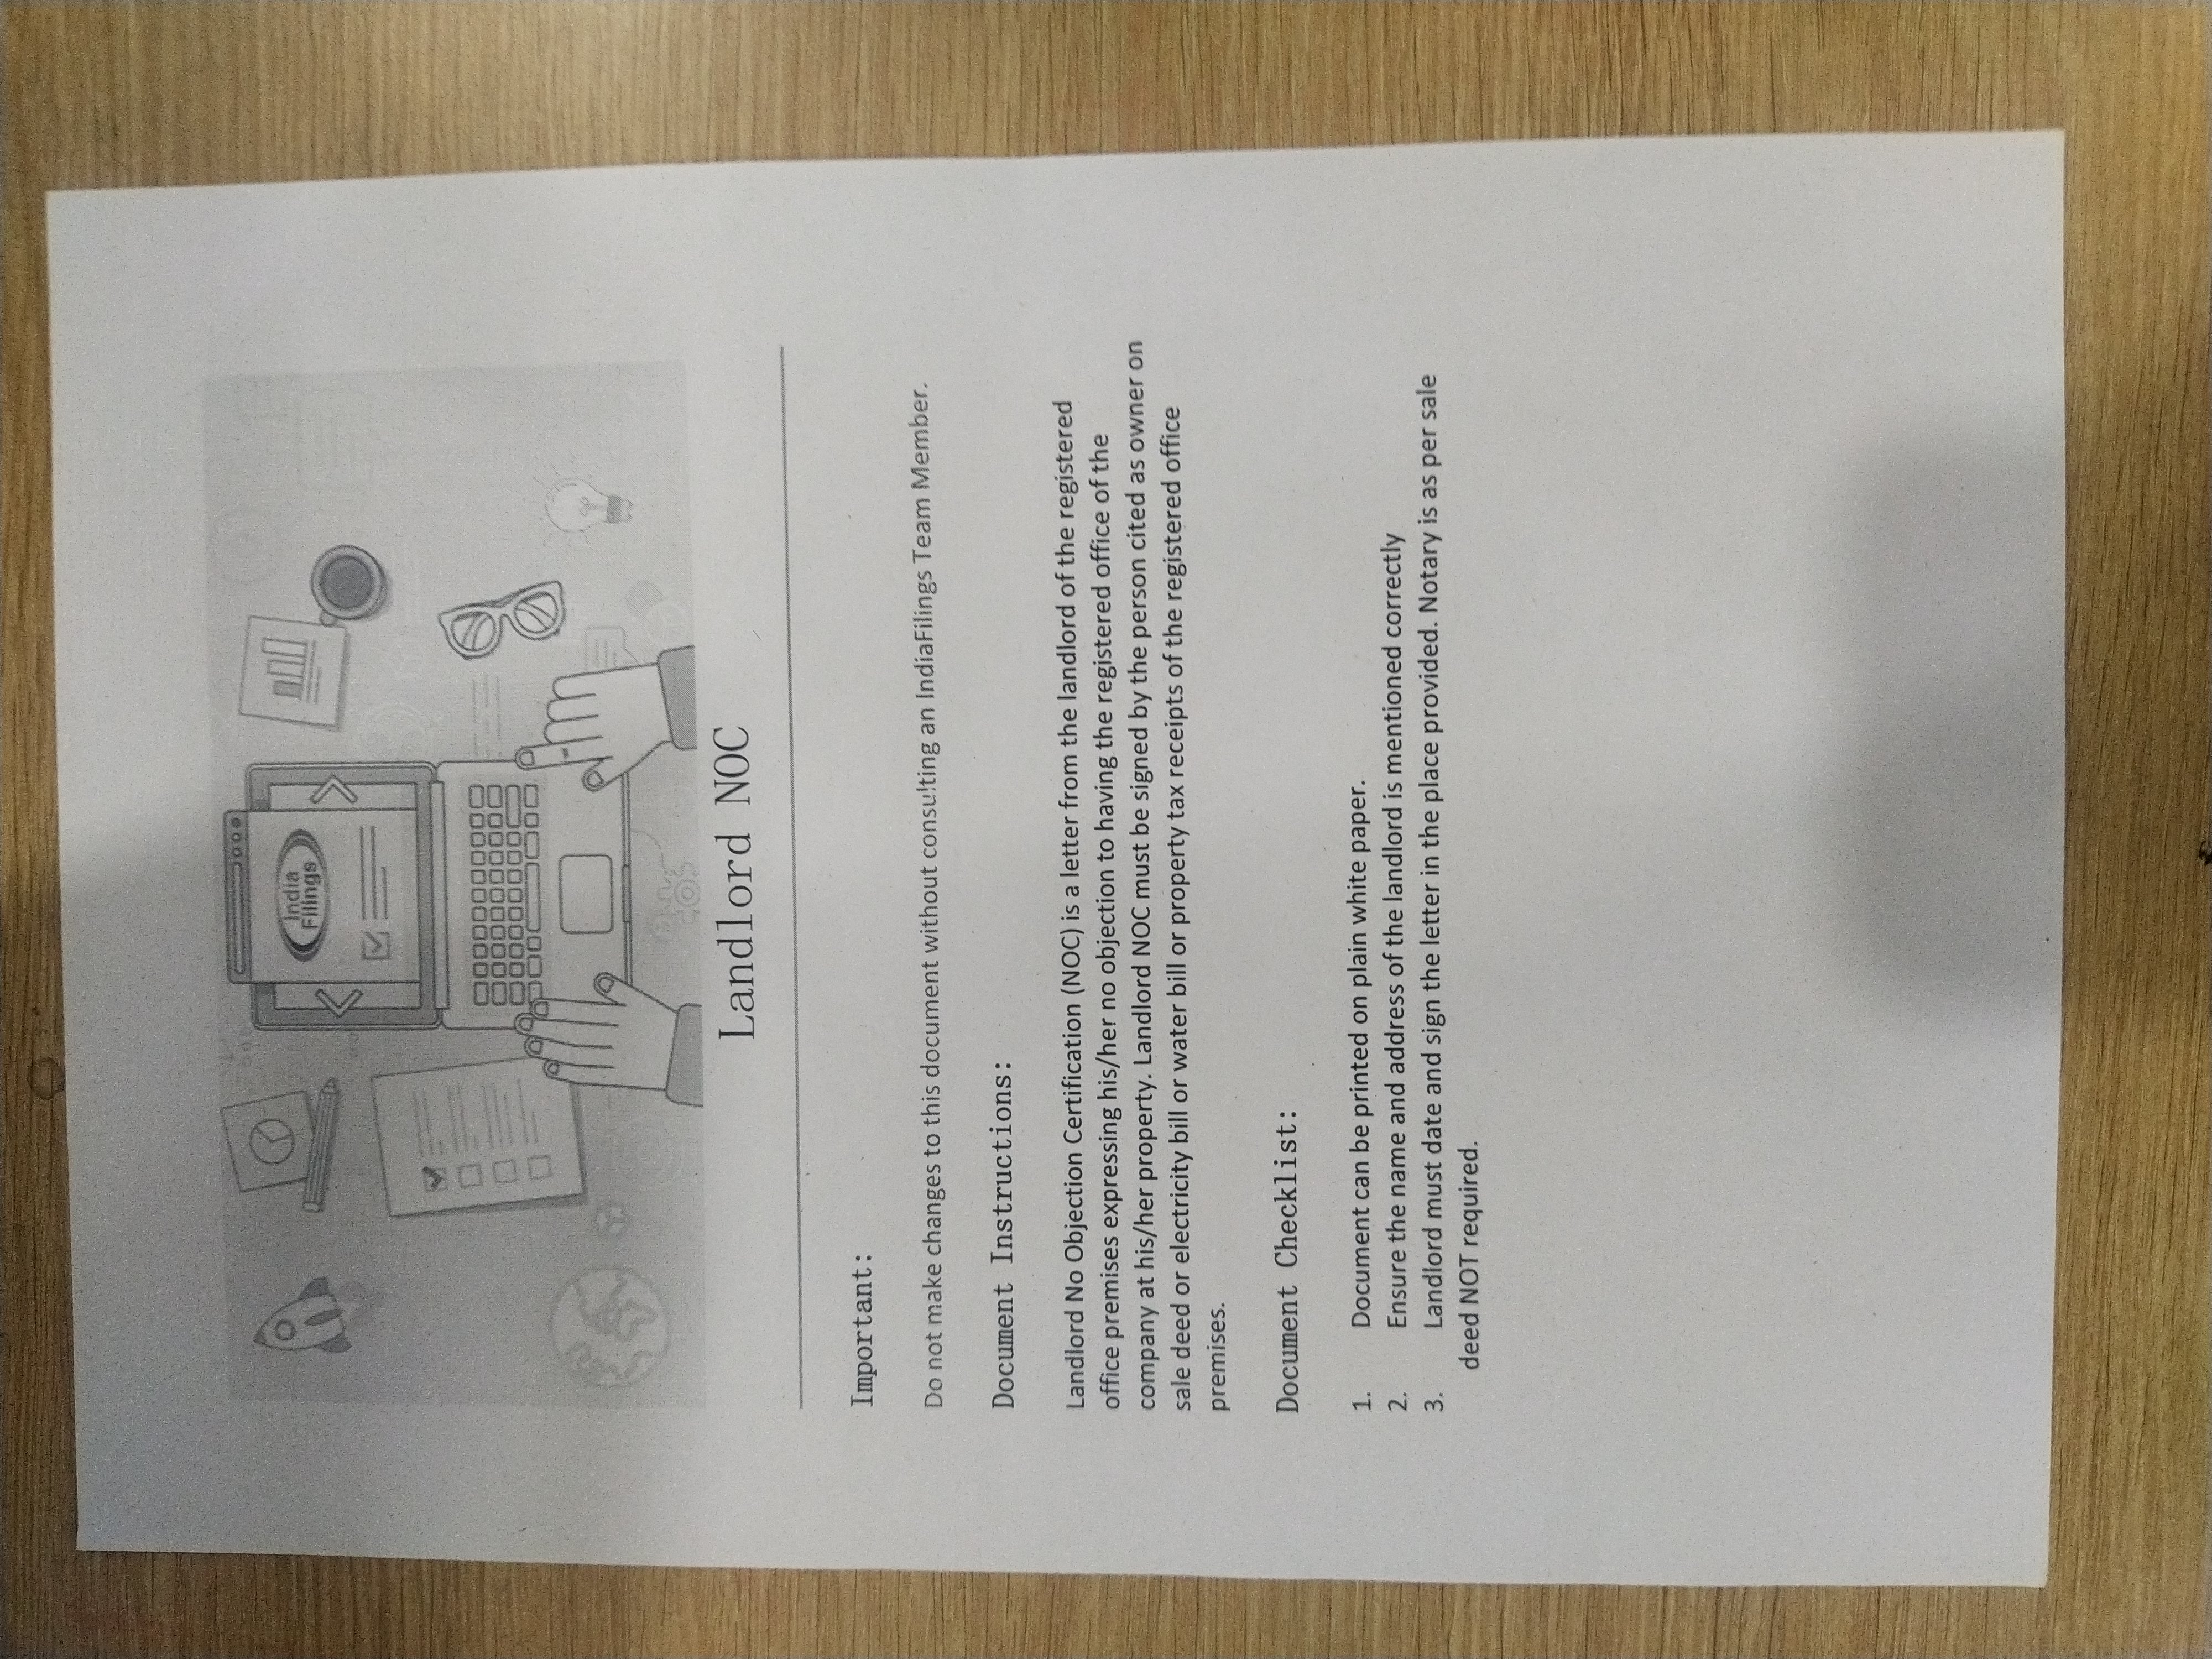 India
Filings
Landlord NOC
Important:
Do not make changes to this document without consulting an IndiaFilings Team Member.
Document Instructions:
Landlord No Objection Certification (NOC) is a letter from the landlord of the registered
office premises expressing his/her no objection to having the registered office of the
company at his/her property. Landlord NOC must be signed by the person cited as owner on
sale deed or electricity bill or water bill or property tax receipts of the registered office
premises.
Document Checklist:
1. Document can be printed on plain white paper.
2. Ensure the name and address of the landlord is mentioned correctly
3. Landlord must date and sign the letter in the place provided. Notary is as per sale
deed NOT required.